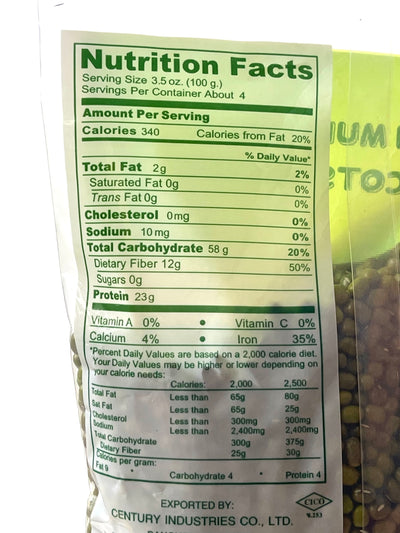 Nutrition Facts
Serving Size 3.5 oz. (100 g.)
Servings Per Container About 4
Amount Per Serving
Calories 340 Calories from Fat 20%
% Daily Value*
Total Fat 2g 2%
Saturated Fat 0g 0%
Trans Fat 0g 0%
Cholesterol 0mg 0%
Sodium 10mg 0%
Total Carbohydrate 58 g 20%
Dietary Fiber 12g 50%
Sugars 0g
Protein 23g
Vitamin A 0% • Vitamin C 0%
Calcium 4% • Iron 35%
*Percent Daily Values are based on a 2,000 calorie diet.
Your Daily Values may be higher or lower depending on
your calorie needs:
Calories: 2,000 2,500
Total Fat Less than 65g 80g
Sat Fat Less than 65g 25g
Cholesterol Less than 300mg 300mg
Sodium Less than 2,400mg 2,400mg
Total Carbohydrate 300g 375g
Dietary Fiber 25g 30g
Calories per gram:
Fat 9 • Carbohydrate 4 • Protein 4
EXPORTED BY:
CENTURY INDUSTRIES CO., LTD.
CICO